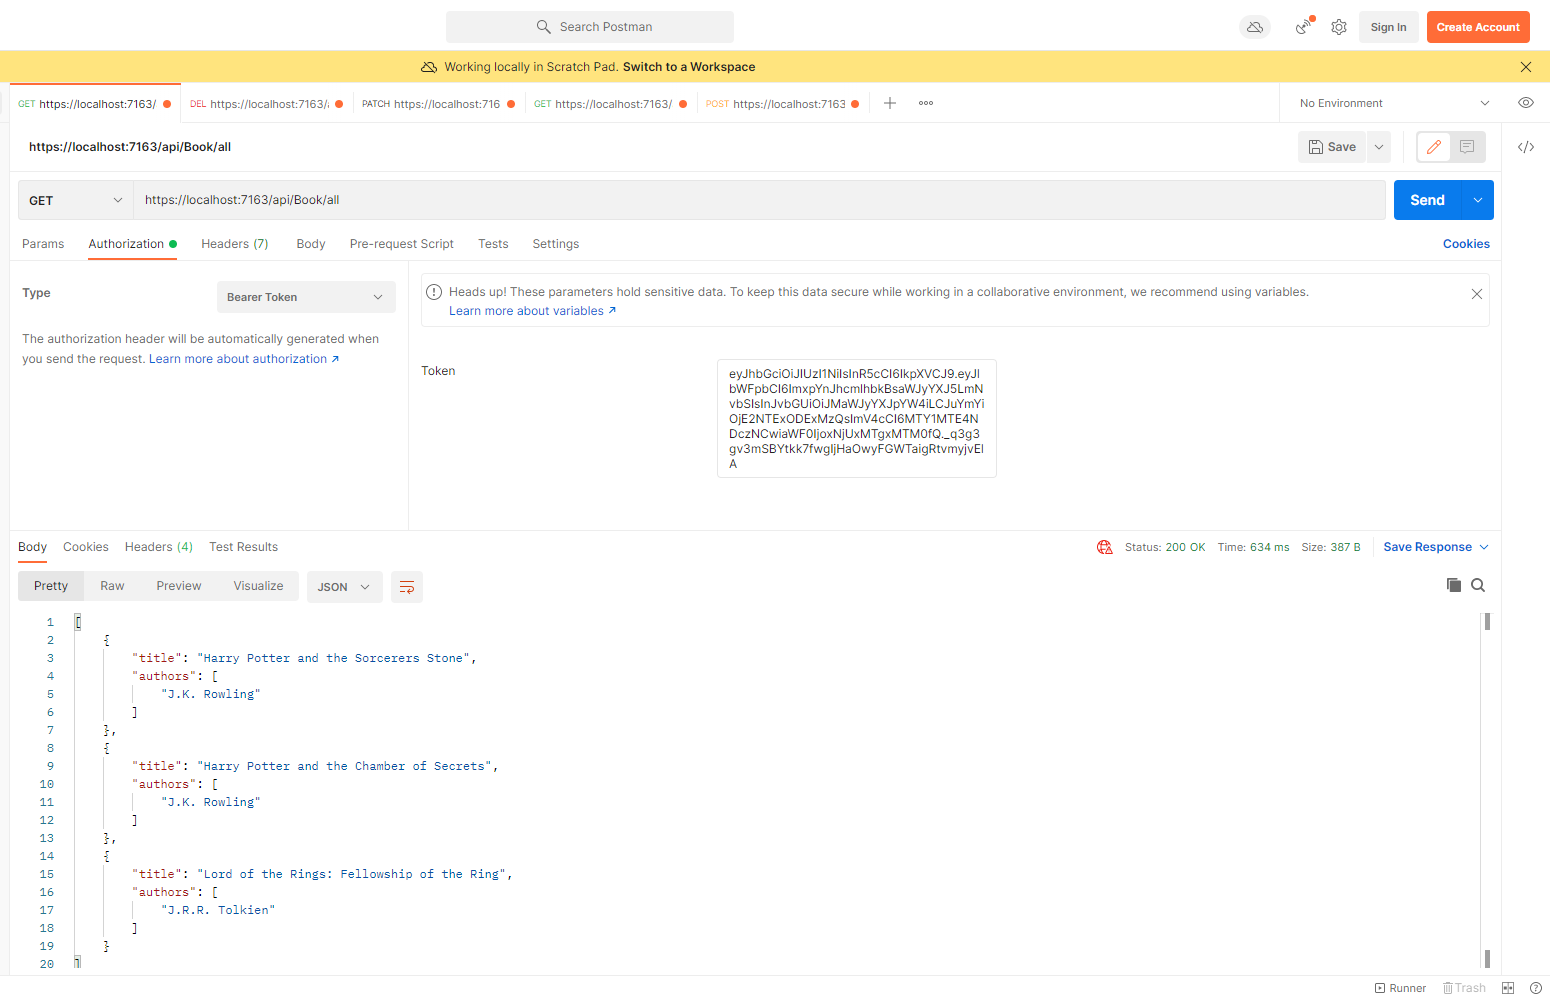 Search Postman
Sign In
Create Account
Working locally in Scratch Pad. Switch to a Workspace
GET https://localhost:7163/
DEL https://localhost:7163/
PATCH https://localhost:716
GET https://localhost:7163/
POST https://localhost:7163
No Environment
https://localhost:7163/api/Book/all
Save
GET
https://localhost:7163/api/Book/all
Send
Params
Authorization
Headers (7)
Body
Pre-request Script
Tests
Settings
Cookies
Type
Bearer Token
The authorization header will be automatically generated when
you send the request. Learn more about authorization ↗
Heads up! These parameters hold sensitive data. To keep this data secure while working in a collaborative environment, we recommend using variables.
Learn more about variables ↗
Token
eyJhbGciOiJIUzI1NiIsInR5cCI6IkpXVCJ9.eyJl
bWFpbCI6ImxpYnJhcmlhbkBsaWJyYXJ5LmN
vbSIsInJvbGUiOiJMaWJyYXJpYW4iLCJuYmYi
OjE2NTExODExMzQsImV4cCI6MTY1MTE4N
DczNCwiaWF0IjoxNjUxMTgxMTM0fQ._q3g3
gv3mSBYtkk7fwgIjHaOwyFGWTaigRtvmyjvEI
A
Body
Cookies
Headers (4)
Test Results
Status: 200 OK
Time: 634 ms
Size: 387 B
Save Response
Pretty
Raw
Preview
Visualize
JSON
1 [
2 {
3 "title": "Harry Potter and the Sorcerers Stone",
4 "authors": [
5 "J.K. Rowling"
6 ]
7 },
8 {
9 "title": "Harry Potter and the Chamber of Secrets",
10 "authors": [
11 "J.K. Rowling"
12 ]
13 },
14 {
15 "title": "Lord of the Rings: Fellowship of the Ring",
16 "authors": [
17 "J.R.R. Tolkien"
18 ]
19 }
20 ]
Runner
Trash